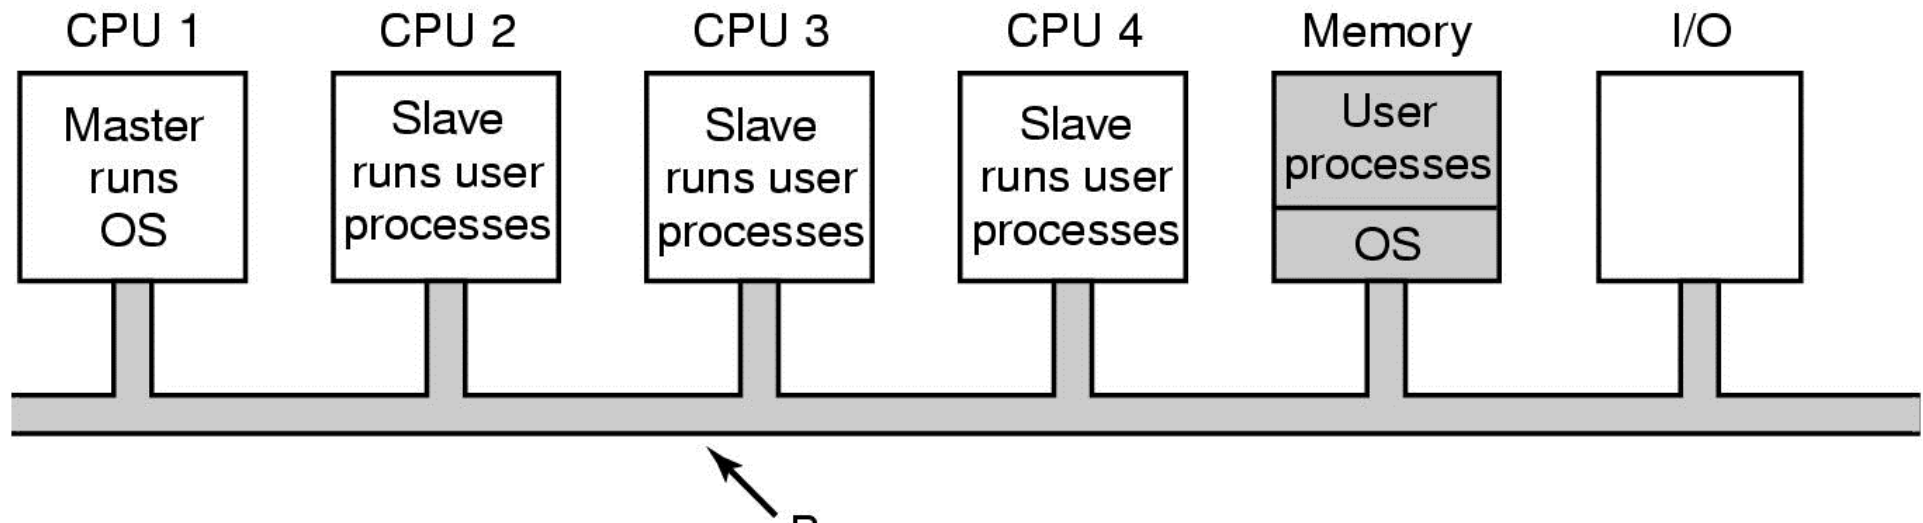 CPU 1
CPU 2
CPU 3
CPU 4
Memory
I/O
Master
runs
OS
Slave
runs user
processes
Slave
runs user
processes
Slave
runs user
processes
User
processes
OS